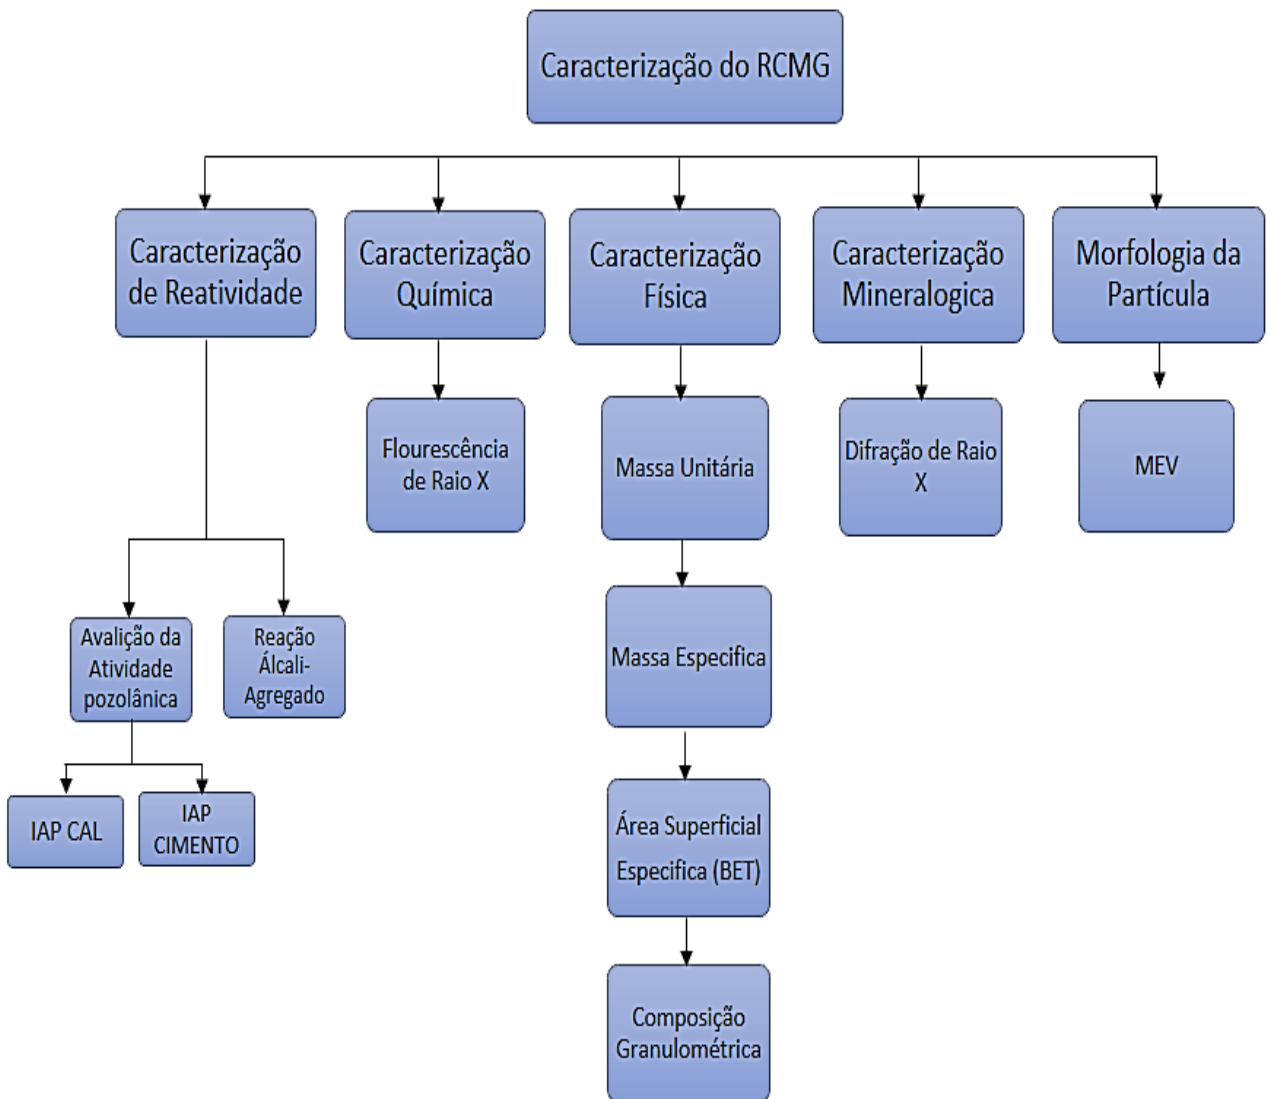 Caracterização do RCMG
Caracterização
de Reatividade
Caracterização
Química
Caracterização
Física
Caracterização
Mineralogica
Morfologia da
Partícula
Flourescência
de Raio X
Massa Unitária
Difração de Raio
X
MEV
Avalição da
Atividade
pozolânica
Reação
Álcali-
Agregado
Massa Especifica
IAP CAL
IAP
CIMENTO
Área Superficial
Especifica (BET)
Composição
Granulométrica